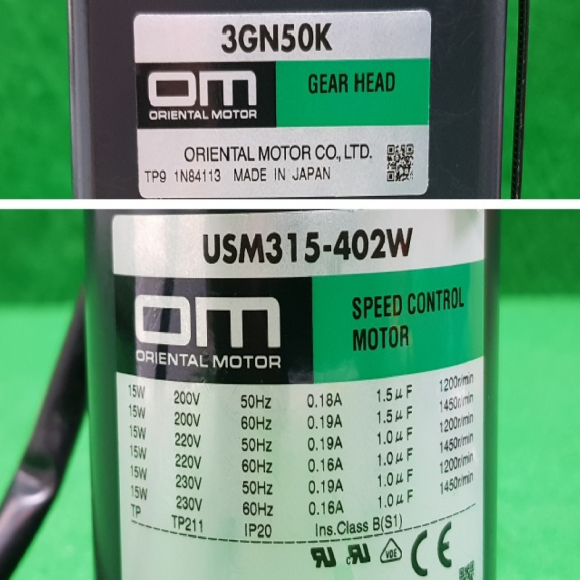 3GN50K
OM
ORIENTAL MOTOR
GEAR HEAD
ORIENTAL MOTOR CO., LTD.
TP9 1N84113 MADE IN JAPAN
USM315-402W
OM
ORIENTAL MOTOR
SPEED CONTROL
MOTOR
15W 200V 50Hz 0.18A 1.5μF 1200r/min
15W 200V 60Hz 0.19A 1.5μF 1450r/min
15W 220V 50Hz 0.19A 1.0μF 1200r/min
15W 220V 60Hz 0.16A 1.0μF 1450r/min
15W 230V 50Hz 0.19A 1.0μF 1200r/min
15W 230V 60Hz 0.16A 1.0μF 1450r/min
TP TP211 IP20 Ins.Class B(S1)
RU c RU VDE CE